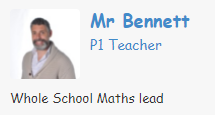 Mr Bennett
P1 Teacher
Whole School Maths lead